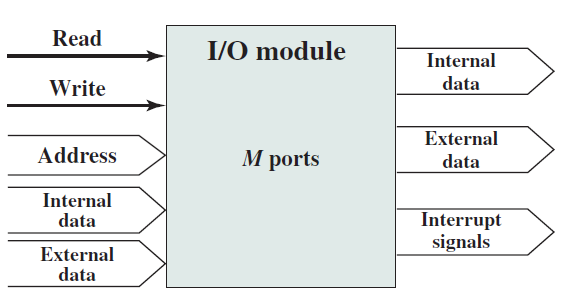 Read
Write
Address
Internal
data
External
data
I/O module
M ports
Internal
data
External
data
Interrupt
signals